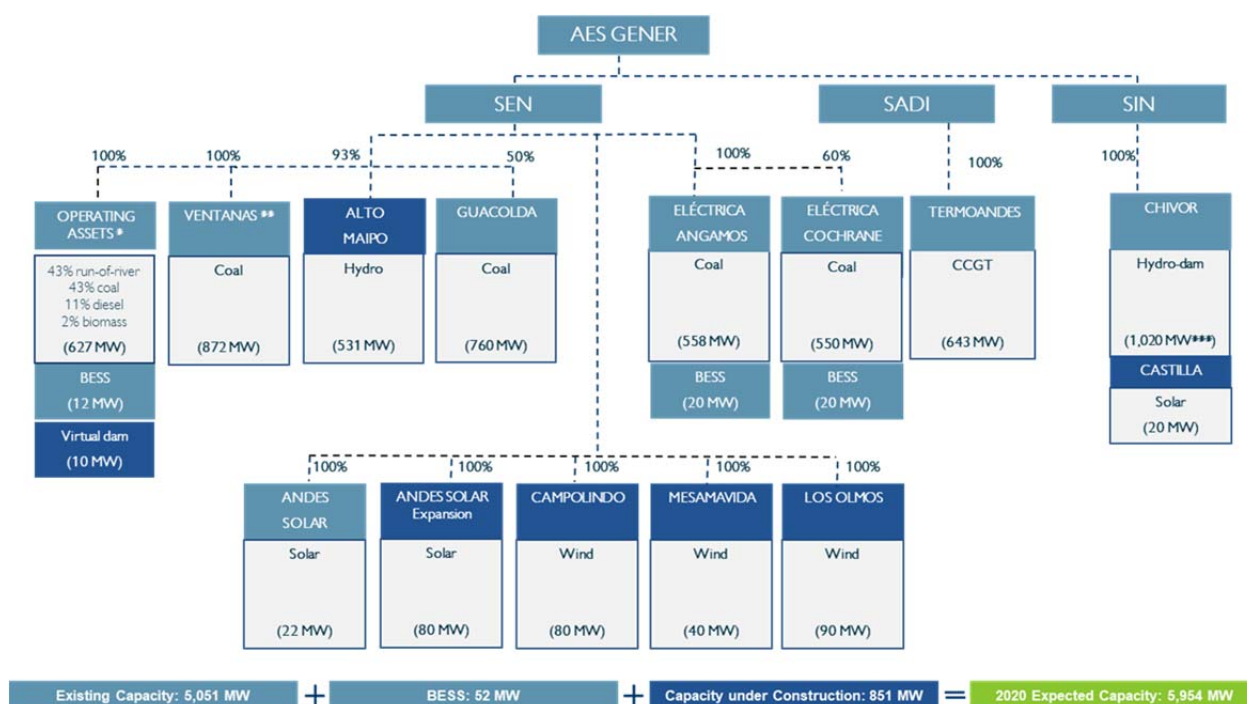 AES GENER
SEN
SADI
SIN
100%
100%
93%
50%
100%
60%
100%
100%
OPERATING
ASSETS *
43% run-of-river
43% coal
11% diesel
2% biomass
(627 MW)
BESS
(12 MW)
Virtual dam
(10 MW)
VENTANAS **
Coal
(872 MW)
ALTO
MAIPO
Hydro
(531 MW)
GUACOLDA
Coal
(760 MW)
ELÉCTRICA
ANGAMOS
Coal
(558 MW)
BESS
(20 MW)
ELÉCTRICA
COCHRANE
Coal
(550 MW)
BESS
(20 MW)
TERMOANDES
CCGT
(643 MW)
CHIVOR
Hydro-dam
(1,020 MW***)
CASTILLA
Solar
(20 MW)
100%
100%
100%
100%
100%
ANDES
SOLAR
Solar
(22 MW)
ANDES SOLAR
Expansion
Solar
(80 MW)
CAMPOLINDO
Wind
(80 MW)
MESAMAVIDA
Wind
(40 MW)
LOS OLMOS
Wind
(90 MW)
Existing Capacity: 5,051 MW + BESS: 52 MW + Capacity under Construction: 851 MW = 2020 Expected Capacity: 5,954 MW